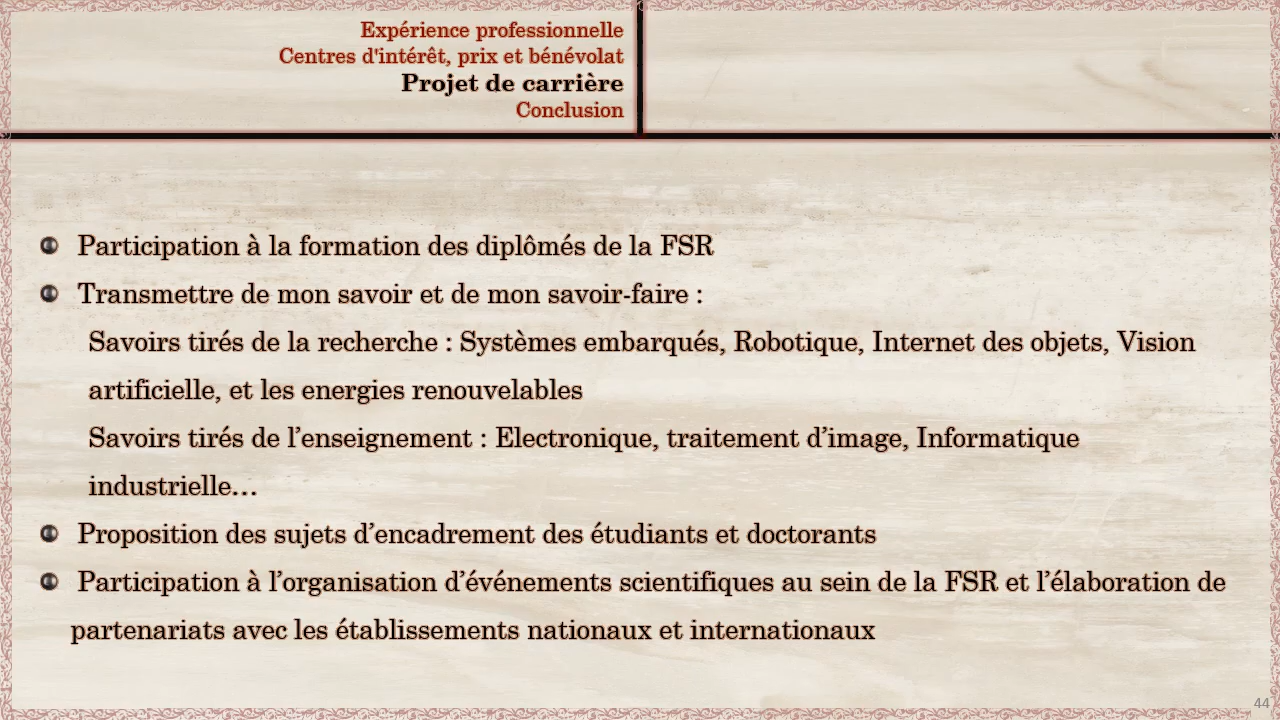 Expérience professionnelle
Centres d'intérêt, prix et bénévolat
Projet de carrière
Conclusion
Participation à la formation des diplômés de la FSR
Transmettre de mon savoir et de mon savoir-faire :
Savoirs tirés de la recherche : Systèmes embarqués, Robotique, Internet des objets, Vision
artificielle, et les energies renouvelables
Savoirs tirés de l’enseignement : Electronique, traitement d’image, Informatique
industrielle…
Proposition des sujets d’encadrement des étudiants et doctorants
Participation à l’organisation d’événements scientifiques au sein de la FSR et l’élaboration de
partenariats avec les établissements nationaux et internationaux
44